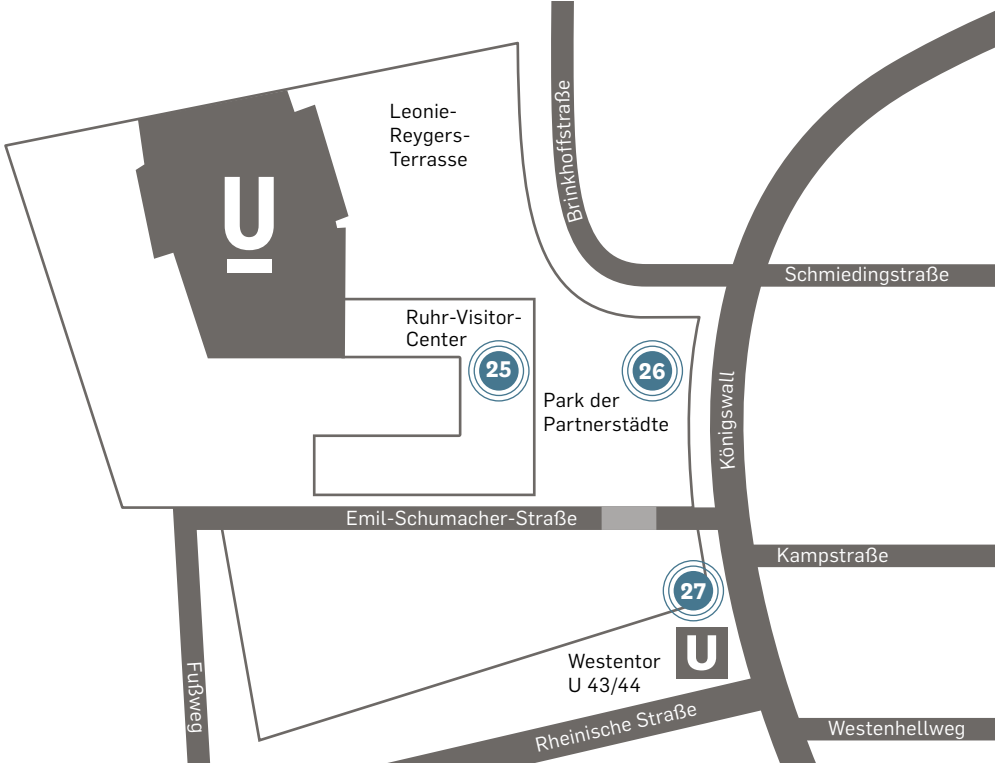 Leonie-
Reygers-
Terrasse
Brinkhoffstraße
U
Schmiedingstraße
Ruhr-Visitor-
Center
25
26
Park der
Partnerstädte
Königswall
Emil-Schumacher-Straße
Kampstraße
27
U
Westentor
U 43/44
Fußweg
Rheinische Straße
Westenhellweg